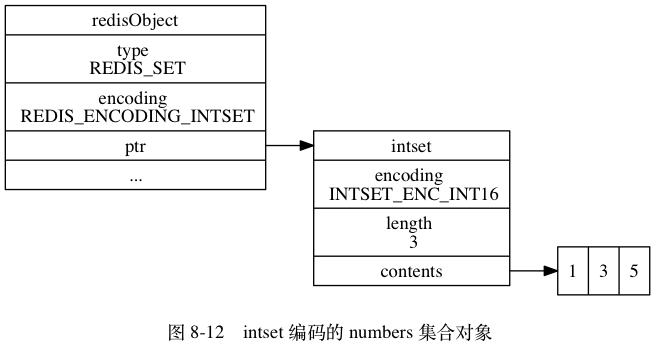 redisObject
type
REDIS_SET
encoding
REDIS_ENCODING_INTSET
ptr
...
intset
encoding
INTSET_ENC_INT16
length
3
contents
1 3 5
图 8-12 intset 编码的 numbers 集合对象